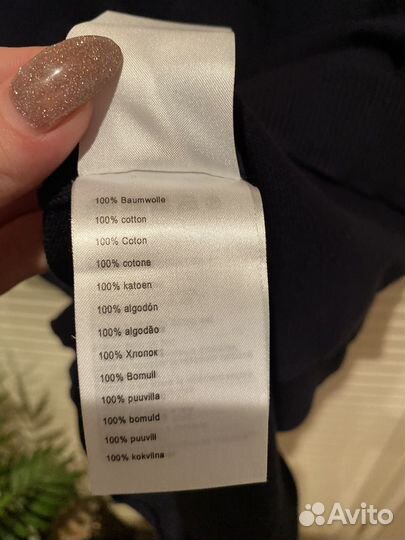 100% Baumwolle
100% cotton
100% Coton
100% cotone
100% katoen
100% algodón
100% algodão
100% Хлопок
100% Bomull
100% puuvilla
100% bomuld
100% puuvill
100% kokvilna
Avito